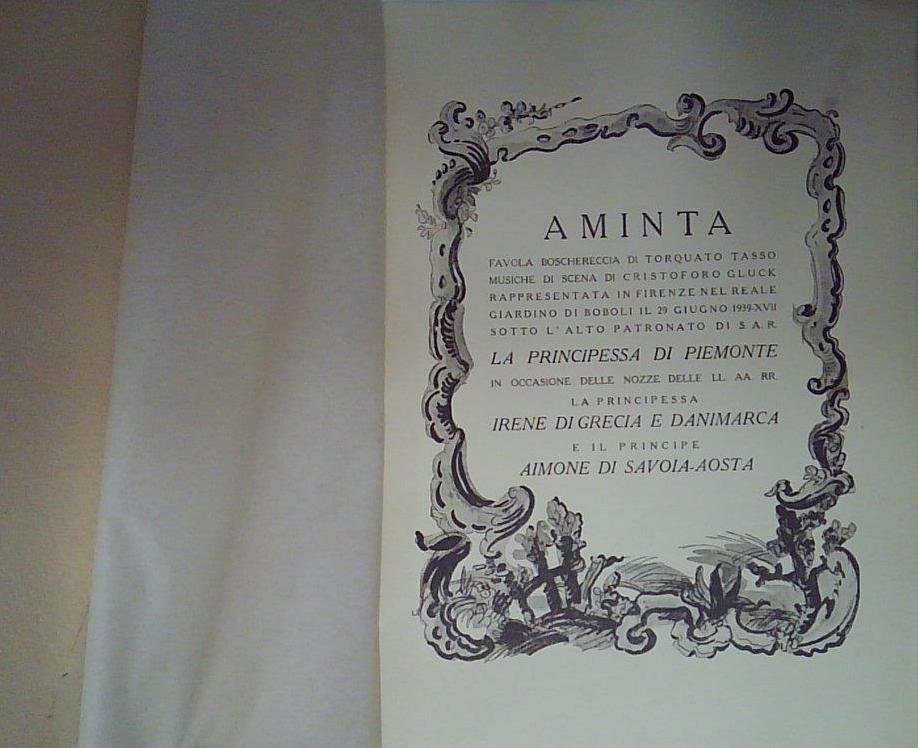 AMINTA
FAVOLA BOSCHERECCIA DI TORQUATO TASSO
MUSICHE DI SCENA DI CRISTOFORO GLUCK
RAPPRESENTATA IN FIRENZE NEL REALE
GIARDINO DI BOBOLI IL 29 GIUGNO 1939-XVII
SOTTO L'ALTO PATRONATO DI S. A. R.
LA PRINCIPESSA DI PIEMONTE
IN OCCASIONE DELLE NOZZE DELLE LL. AA. RR.
LA PRINCIPESSA
IRENE DI GRECIA E DANIMARCA
E IL PRINCIPE
AIMONE DI SAVOIA-AOSTA